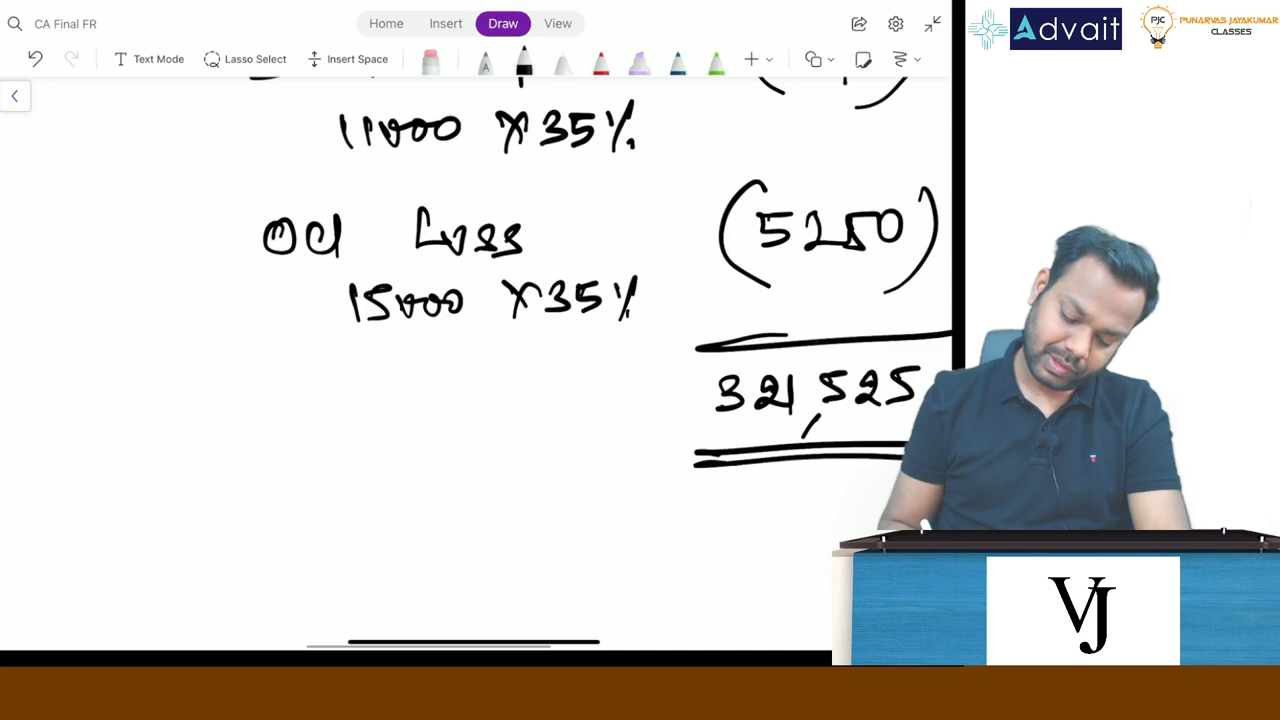 CA Final FR
Home Insert Draw View
Text Mode Lasso Select Insert Space
Advait
PJC PUNARVAS JAYAKUMAR
CLASSES
11000 X 35%
OCI Loss (5250)
15000 X 35%
321,525
VJ